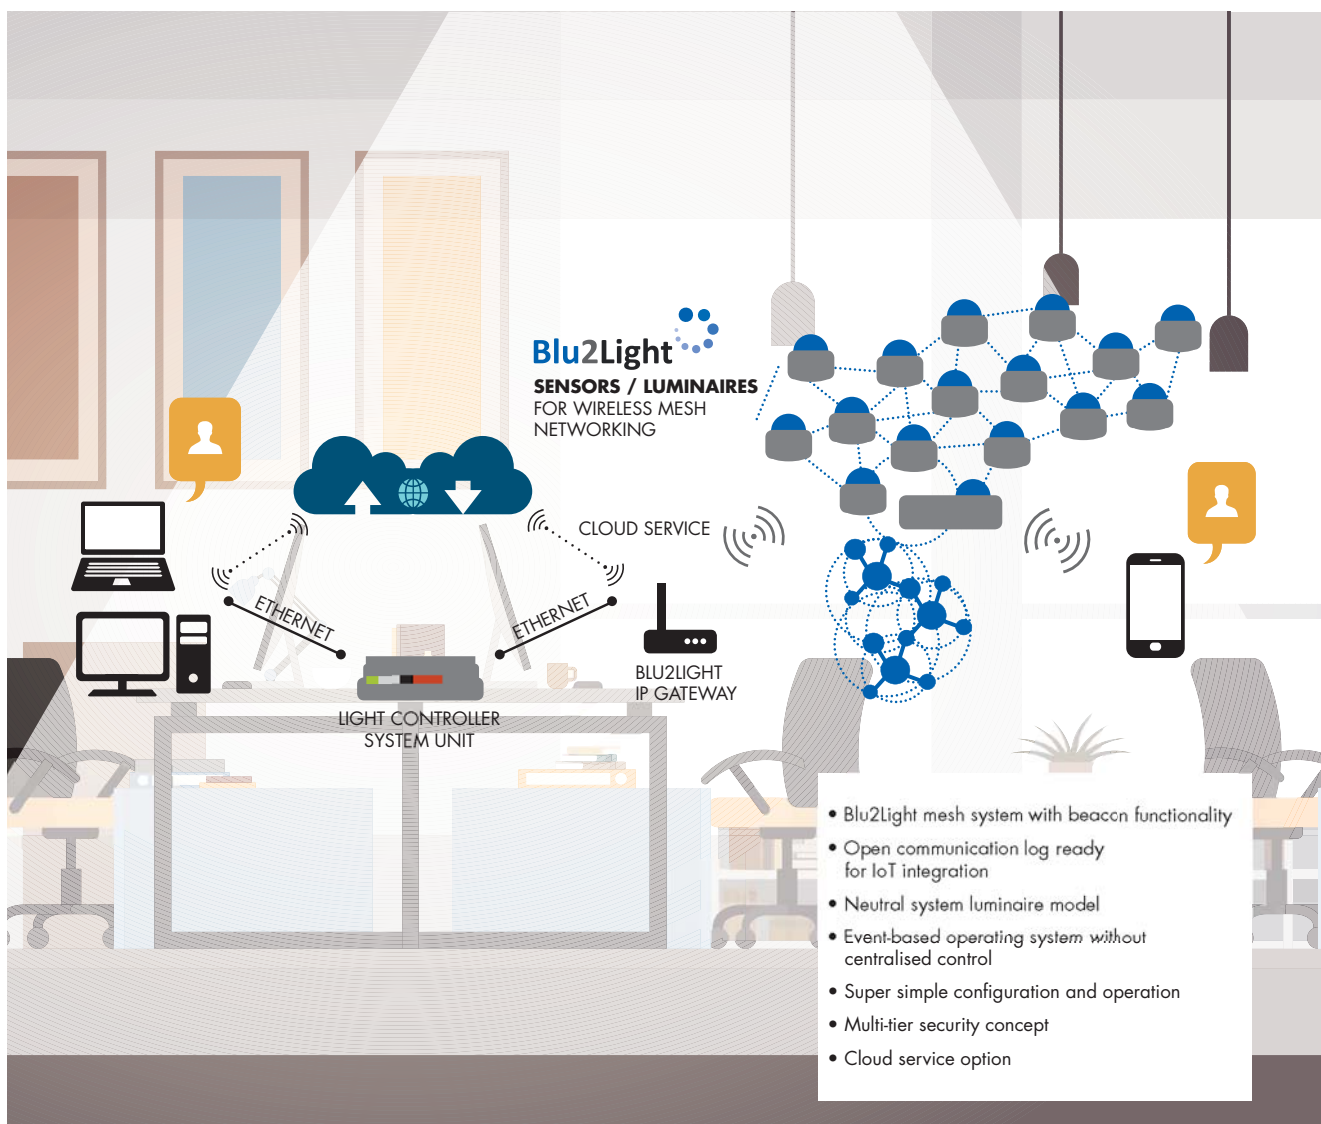 Blu2Light
SENSORS / LUMINAIRES
FOR WIRELESS MESH
NETWORKING
CLOUD SERVICE
ETHERNET
ETHERNET
BLU2LIGHT
IP GATEWAY
LIGHT CONTROLLER
SYSTEM UNIT
• Blu2Light mesh system with beacon functionality
• Open communication log ready
for IoT integration
• Neutral system luminaire model
• Event-based operating system without
centralised control
• Super simple configuration and operation
• Multi-tier security concept
• Cloud service option